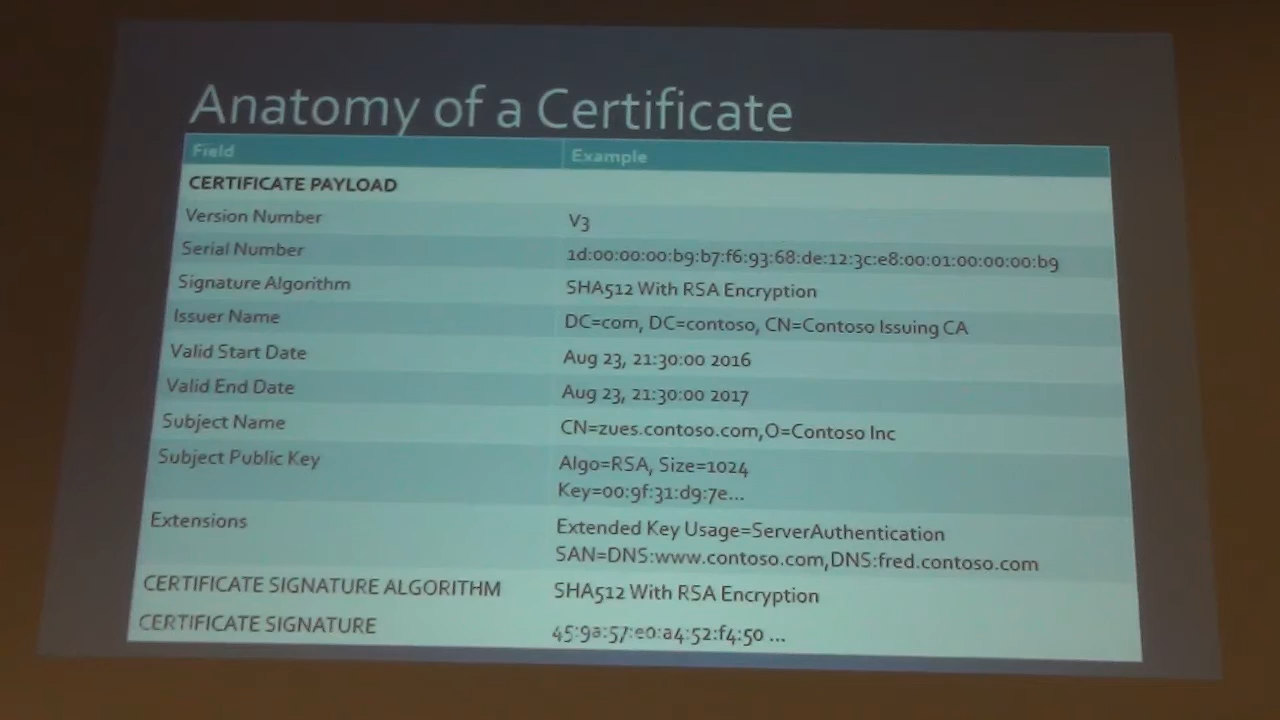 Anatomy of a Certificate
Field Example
CERTIFICATE PAYLOAD
Version Number V3
Serial Number 1d:00:00:00:b9:b7:f6:93:68:de:12:3c:e8:00:01:00:00:00:b9
Signature Algorithm SHA512 With RSA Encryption
Issuer Name DC=com, DC=contoso, CN=Contoso Issuing CA
Valid Start Date Aug 23, 21:30:00 2016
Valid End Date Aug 23, 21:30:00 2017
Subject Name CN=zues.contoso.com,O=Contoso Inc
Subject Public Key Algo=RSA, Size=1024
Key=00:9f:31:d9:7e...
Extensions Extended Key Usage=ServerAuthentication
SAN=DNS:www.contoso.com,DNS:fred.contoso.com
CERTIFICATE SIGNATURE ALGORITHM SHA512 With RSA Encryption
CERTIFICATE SIGNATURE 45:9a:57:e0:a4:52:f4:50 ...